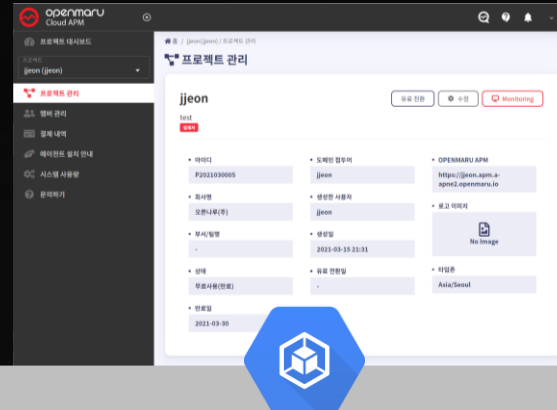 openmaru
Cloud APM
프로젝트 대시보드
프로젝트
jjeon (jjeon)
프로젝트 관리
멤버 관리
결제 내역
에이전트 설치 안내
시스템 사용량
문의하기
홈 / jjeon(jjeon) / 프로젝트 관리
프로젝트 관리
jjeon
유료 전환
수정
Monitoring
test
결제자
아이디
P2021030005
도메인 접두어
jjeon
OPENMARU APM
https://jjeon.apm.a-
apne2.openmaru.io
회사명
오픈나루(주)
생성한 사용자
jjeon
로고 이미지
No Image
부서/팀명
-
생성일
2021-03-15 21:31
상태
무료사용(만료)
유료 전환일
-
타임존
Asia/Seoul
만료일
2021-03-30